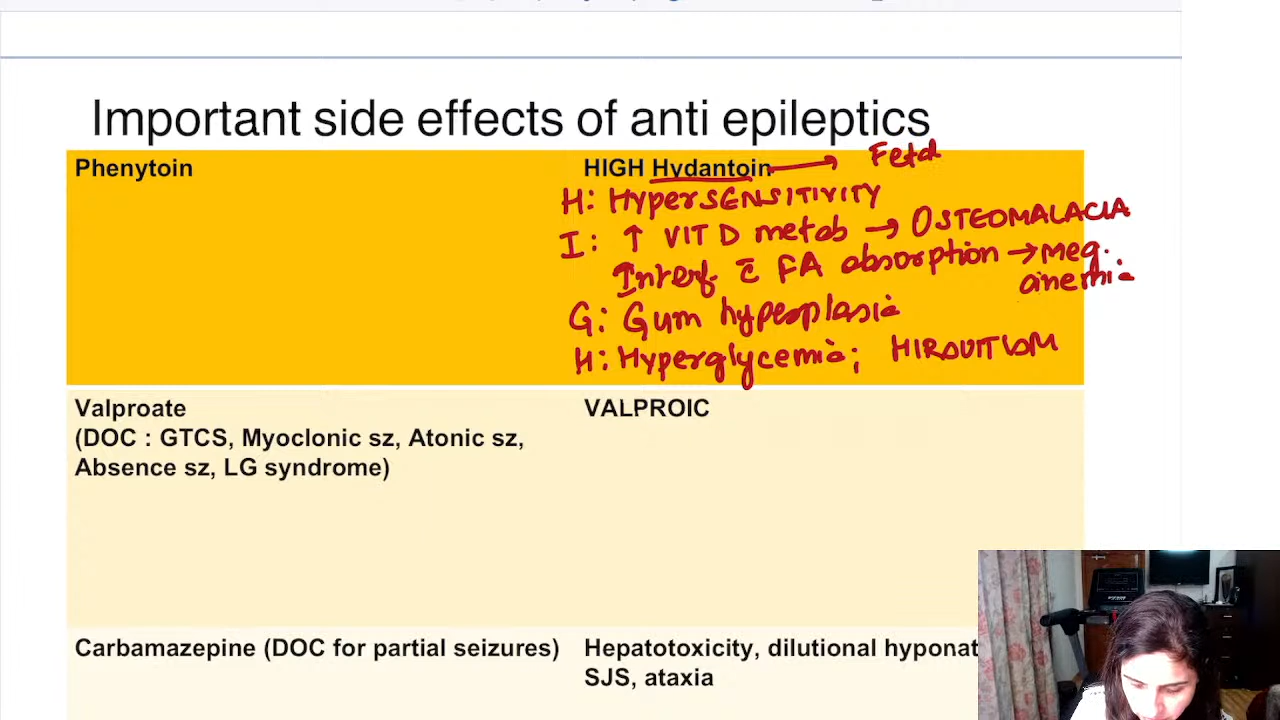 Important side effects of anti epileptics
Phenytoin
HIGH Hydantoin → Fetal
H: HyperSENSITIVITY
I: ↑ VIT D metab → OSTEOMALACIA
Interf. c̄ FA absorption → meg.
anemia
G: Gum hyperplasia
H: Hyperglycemia; HIRSUITISM
Valproate
(DOC : GTCS, Myoclonic sz, Atonic sz,
Absence sz, LG syndrome)
VALPROIC
Carbamazepine (DOC for partial seizures)
Hepatotoxicity, dilutional hyponat
SJS, ataxia